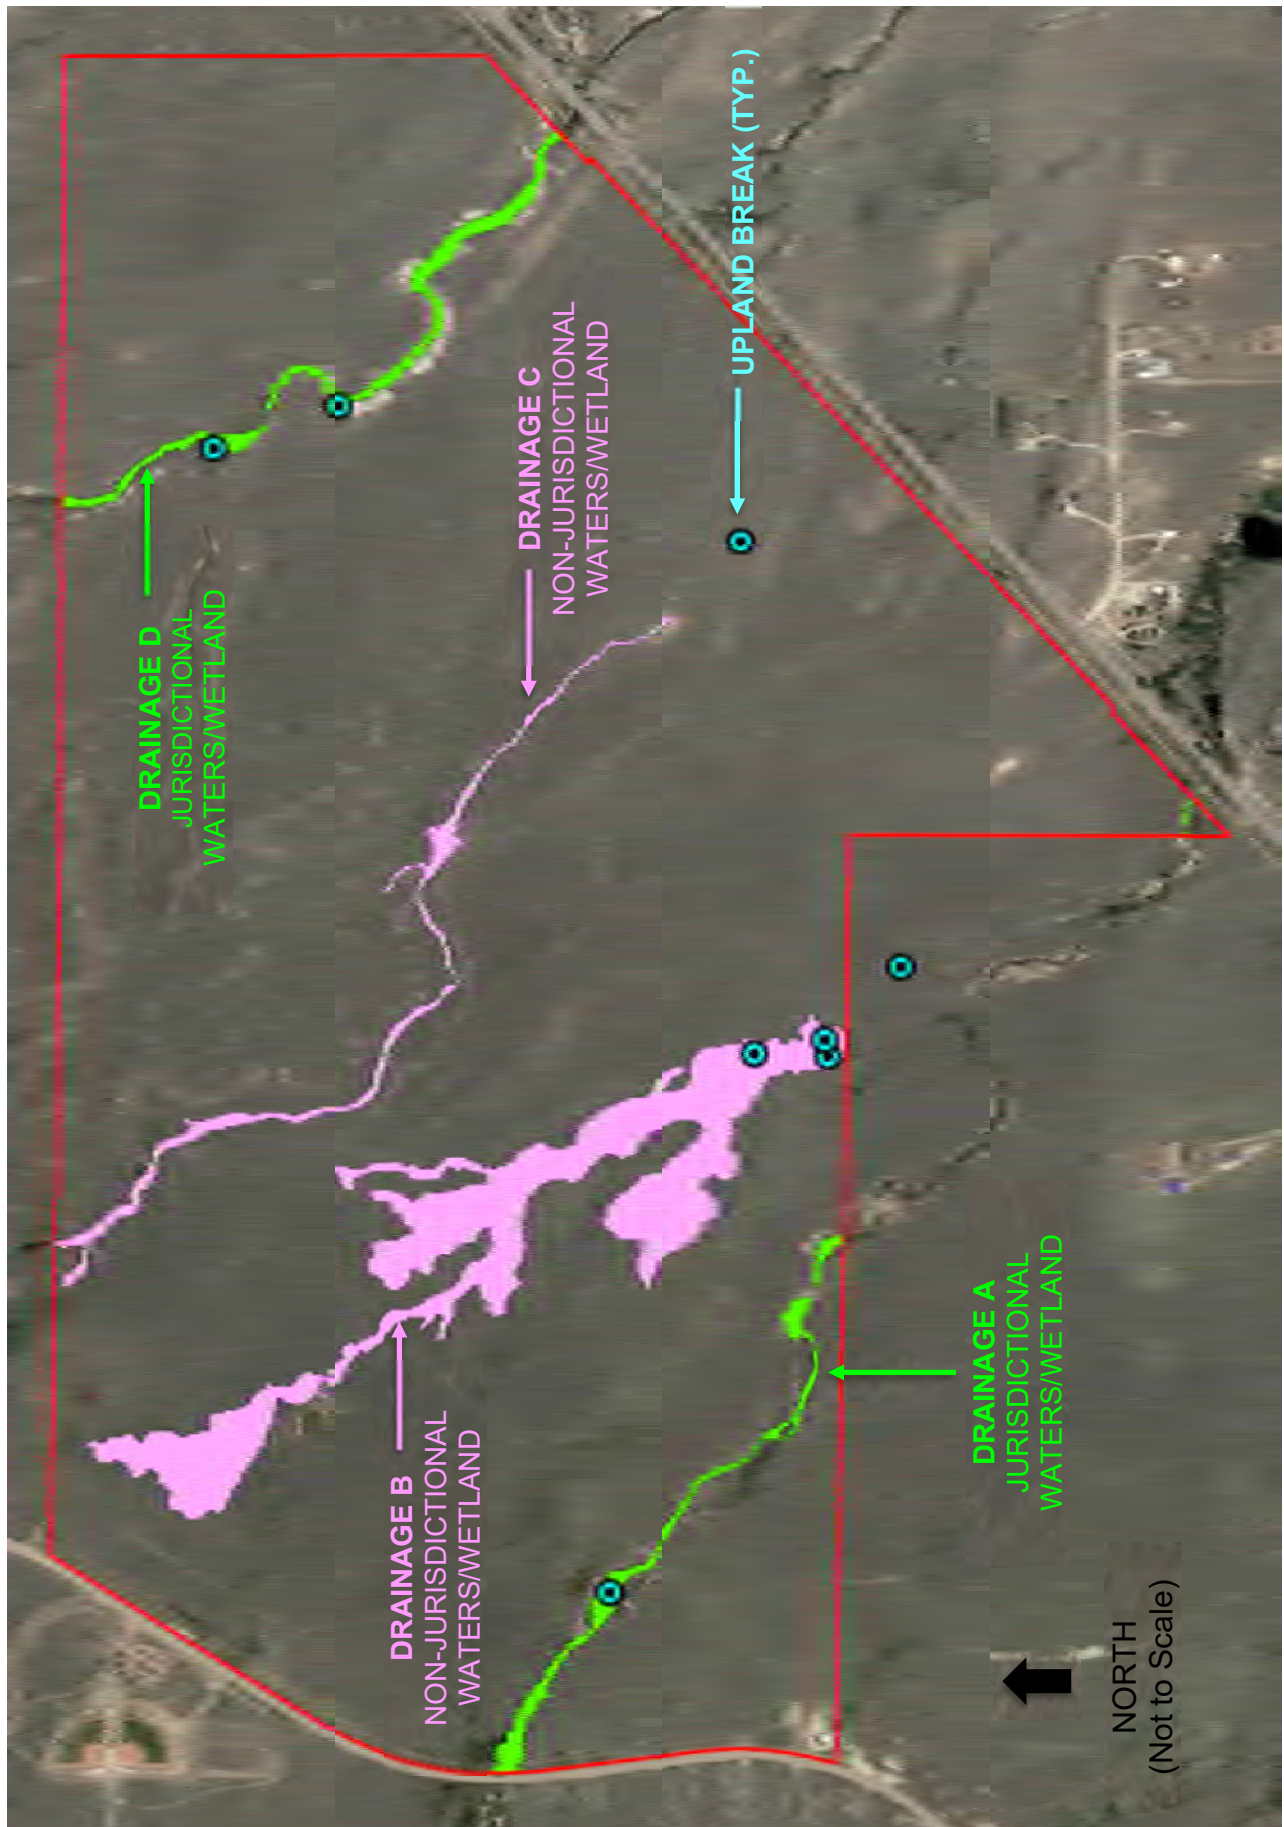 DRAINAGE D
JURISDICTIONAL
WATERS/WETLAND
DRAINAGE C
NON-JURISDICTIONAL
WATERS/WETLAND
UPLAND BREAK (TYP.)
DRAINAGE B
NON-JURISDICTIONAL
WATERS/WETLAND
DRAINAGE A
JURISDICTIONAL
WATERS/WETLAND
NORTH
(Not to Scale)